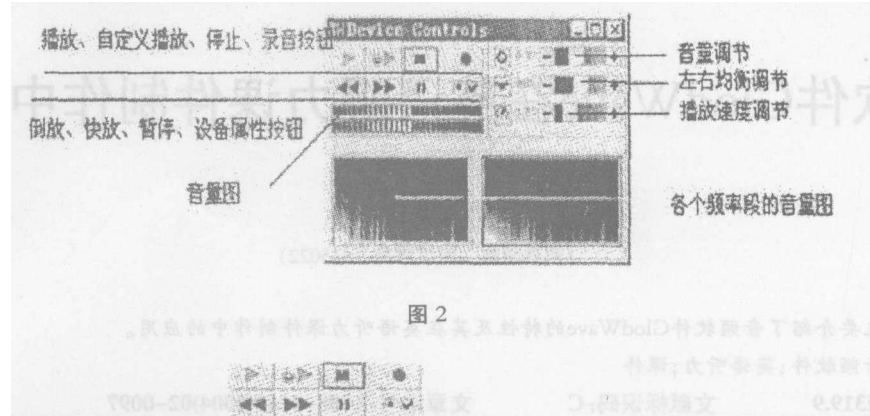 Device Controls
播放、自定义播放、停止、录音按钮
音量调节
左右均衡调节
播放速度调节
倒放、快放、暂停、设备属性按钮
音量图
各个频率段的音量图
图 2